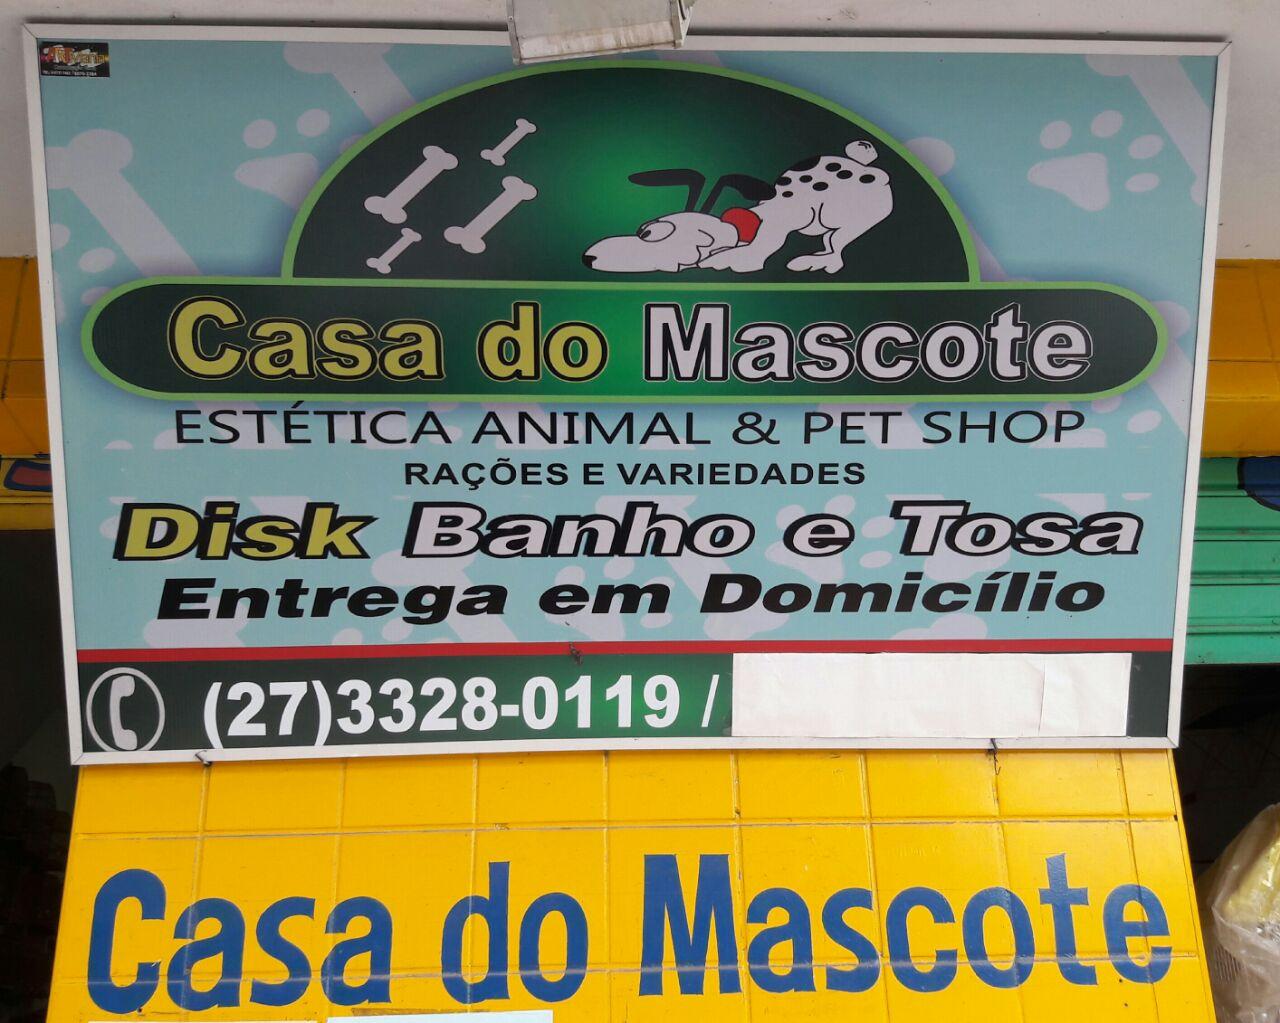 Casa do Mascote
ESTÉTICA ANIMAL & PET SHOP
RAÇÕES E VARIEDADES
Disk Banho e Tosa
Entrega em Domicílio
(27)3328-0119 /
Casa do Mascote